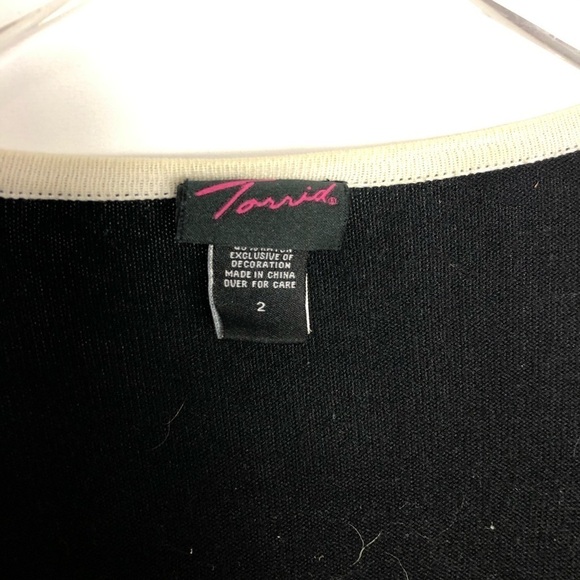 Torrid®
EXCLUSIVE OF
DECORATION
MADE IN CHINA
OVER FOR CARE
2